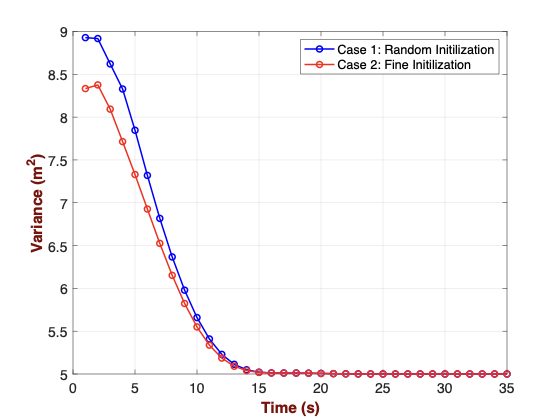 Case 1: Random Initilization
Case 2: Fine Initilization
9
8.5
8
7.5
7
6.5
6
5.5
5
Variance (m²)
0 5 10 15 20 25 30 35
Time (s)